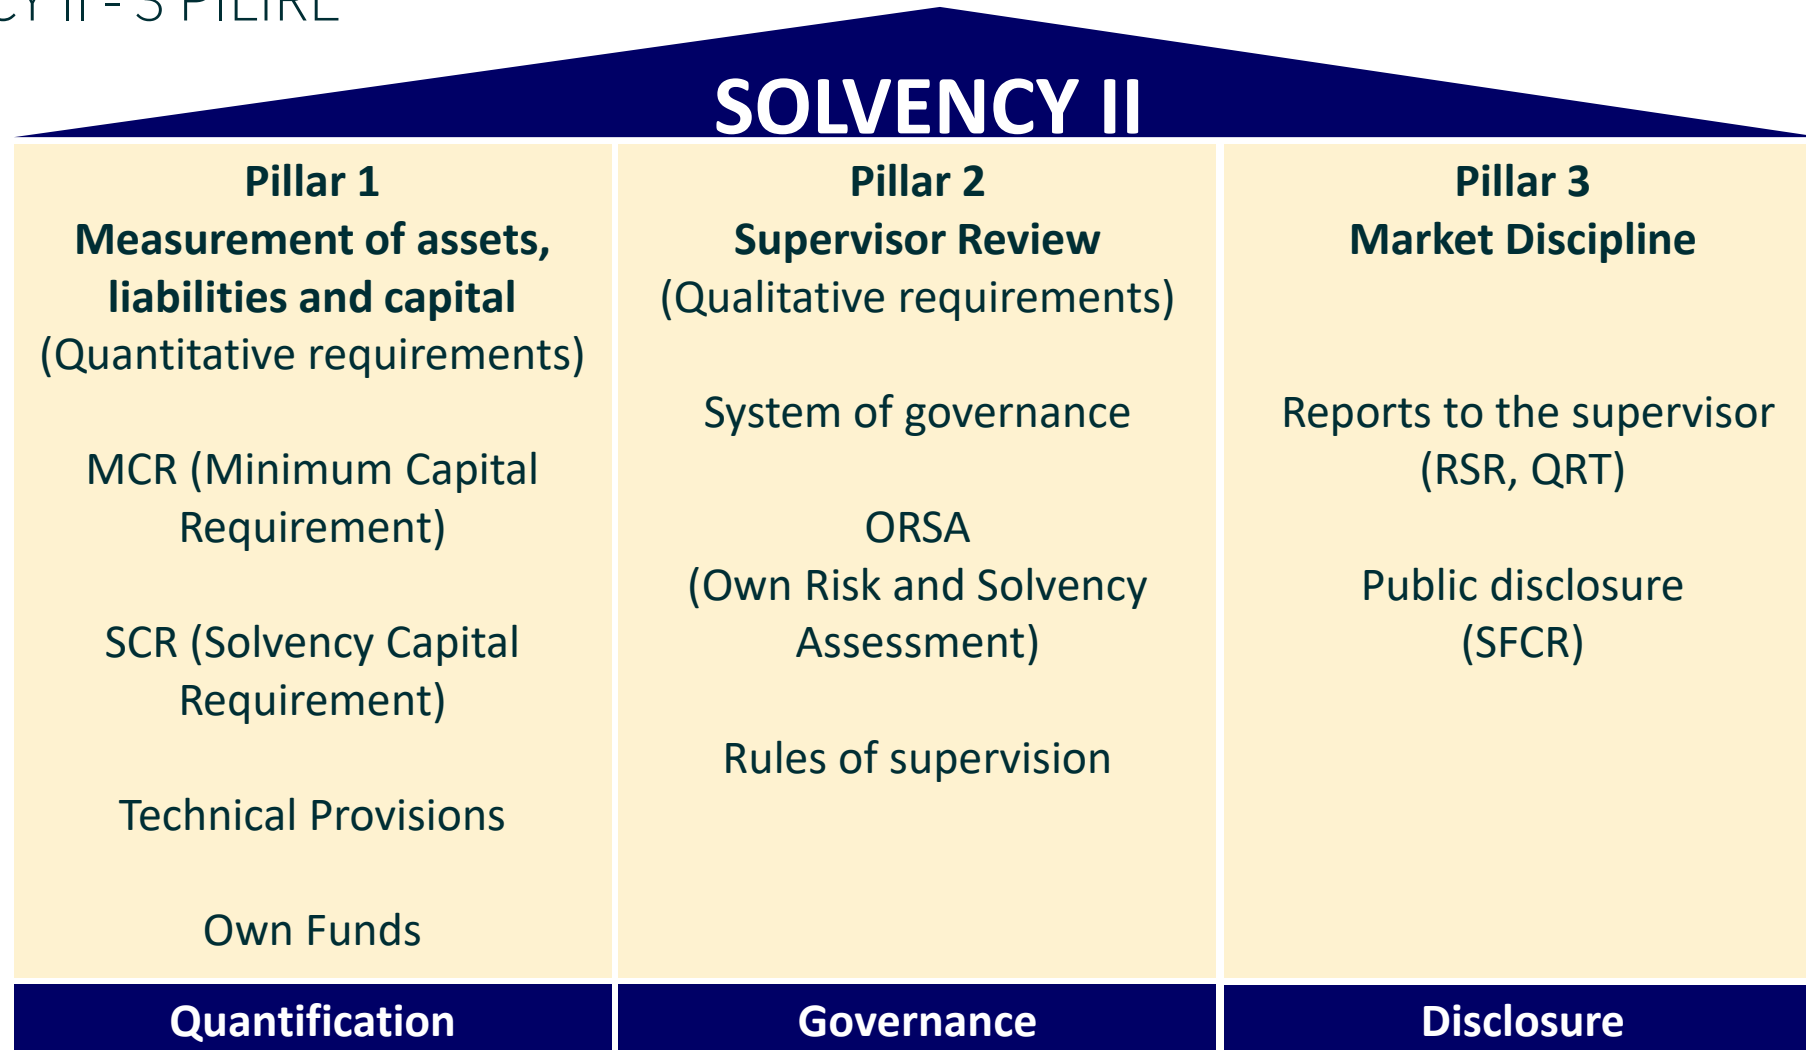 II - 3 PILIRE
SOLVENCY II
Pillar 1
Measurement of assets,
liabilities and capital
(Quantitative requirements)
MCR (Minimum Capital
Requirement)
SCR (Solvency Capital
Requirement)
Technical Provisions
Own Funds
Quantification
Pillar 2
Supervisor Review
(Qualitative requirements)
System of governance
ORSA
(Own Risk and Solvency
Assessment)
Rules of supervision
Governance
Pillar 3
Market Discipline
Reports to the supervisor
(RSR, QRT)
Public disclosure
(SFCR)
Disclosure